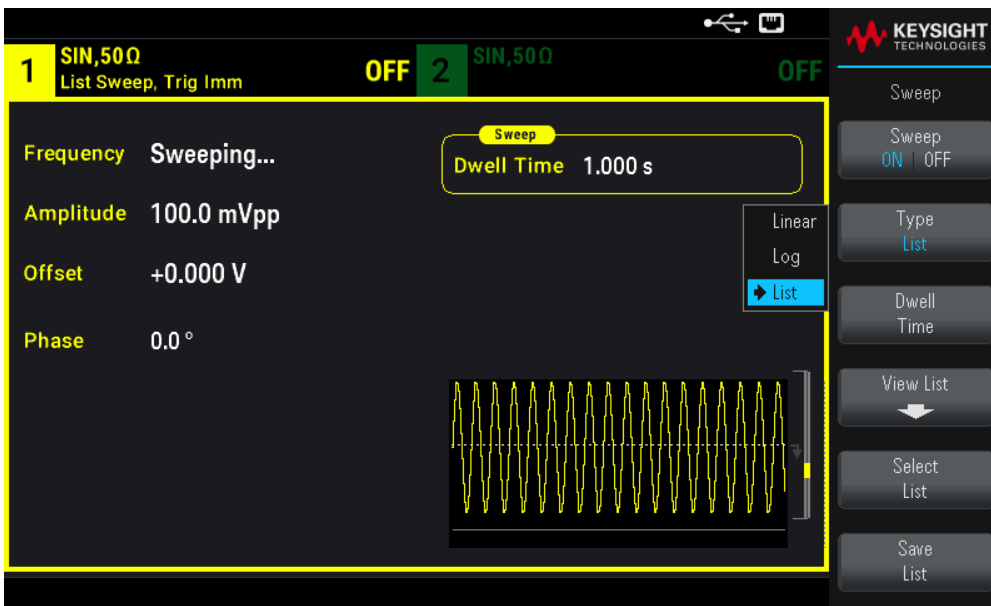 KEYSIGHT
TECHNOLOGIES
1 SIN,50Ω
List Sweep, Trig Imm
OFF
2 SIN,50Ω
OFF
Frequency Sweeping...
Amplitude 100.0 mVpp
Offset +0.000 V
Phase 0.0 °
Sweep
Dwell Time 1.000 s
Linear
Log
List
Sweep
Sweep
ON | OFF
Type
List
Dwell
Time
View List
Select
List
Save
List